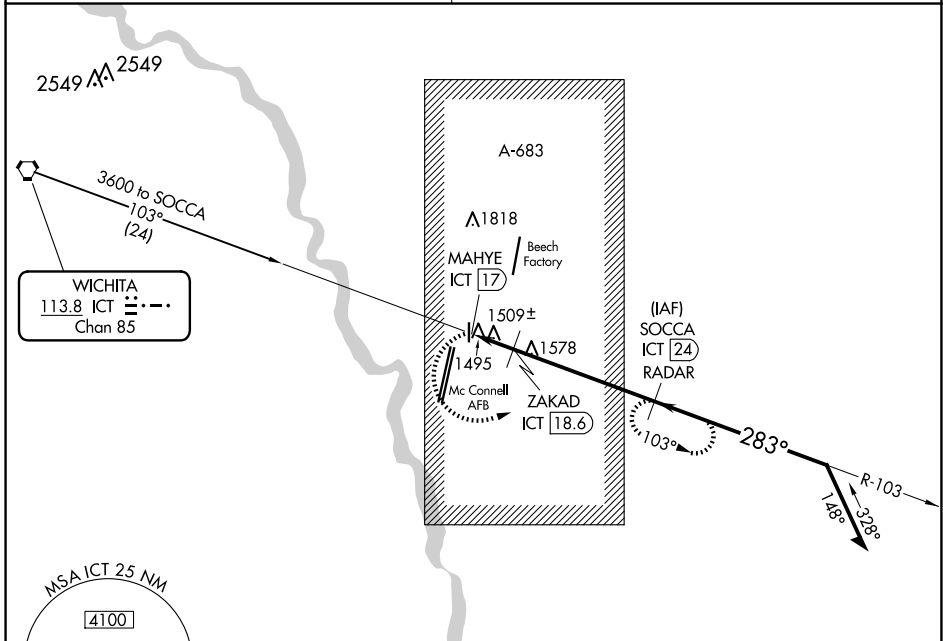 2549 2549
3600 to SOCCA
103°
(24)
WICHITA
113.8 ICT
Chan 85
A-683
1818
Beech
Factory
MAHYE
ICT 17
1509±
1578
1495
Mc Connell
AFB
ZAKAD
ICT 18.6
(IAF)
SOCCA
ICT 24
RADAR
103°
283°
R-103
148°
328°
MSA ICT 25 NM
4100